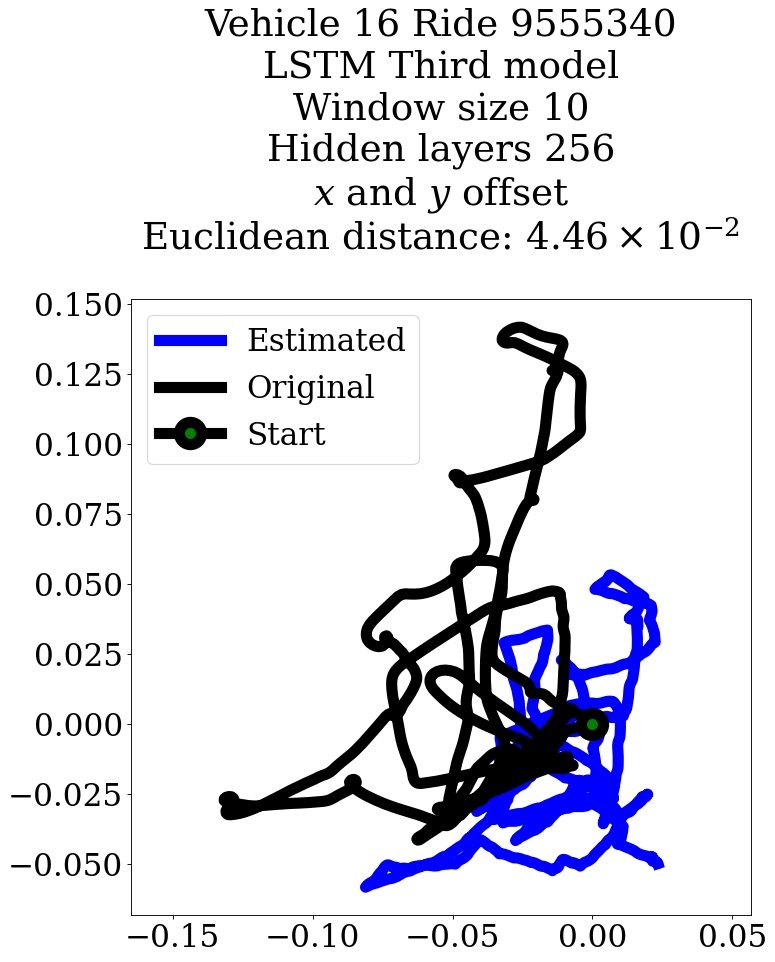 Vehicle 16 Ride 9555340
LSTM Third model
Window size 10
Hidden layers 256
x and y offset
Euclidean distance: 4.46 × 10⁻²
0.150
0.125
0.100
0.075
0.050
0.025
0.000
−0.025
−0.050
Estimated
Original
Start
−0.15 −0.10 −0.05 0.00 0.05